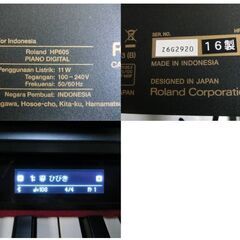 for Indonesia
Roland HP605
PIANO DIGITAL
Penggunaan Listrik: 11W
Tegangan: 100-240V
Frekuensi: 50/60Hz
Negara Pembuat: INDONESIA
gawa, Hosoe-cho, Kita-ku, Hamamatsu
SER. NO.
Z6G2920
16製
MADE IN INDONESIA
DESIGNED IN JAPAN
Roland Corporation
ひびき
♩=108
4/4